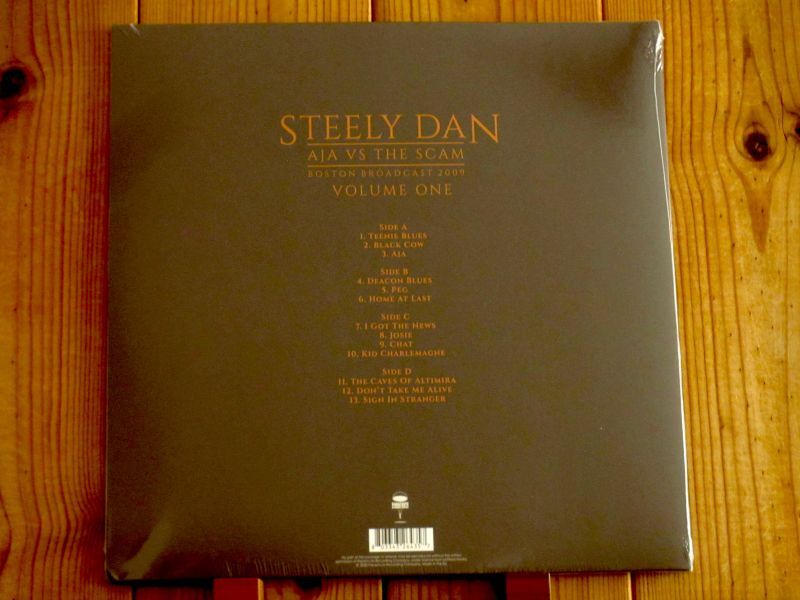 STEELY DAN
AJA VS THE SCAM
BOSTON BROADCAST 2009
VOLUME ONE
SIDE A
1. TEENIE BLUES
2. BLACK COW
3. AJA
SIDE B
4. DEACON BLUES
5. PEG
6. HOME AT LAST
SIDE C
7. I GOT THE NEWS
8. JOSIE
9. CHAT
10. KID CHARLEMAGNE
SIDE D
11. THE CAVES OF ALTIMIRA
12. DON'T TAKE ME ALIVE
13. SIGN IN STRANGER